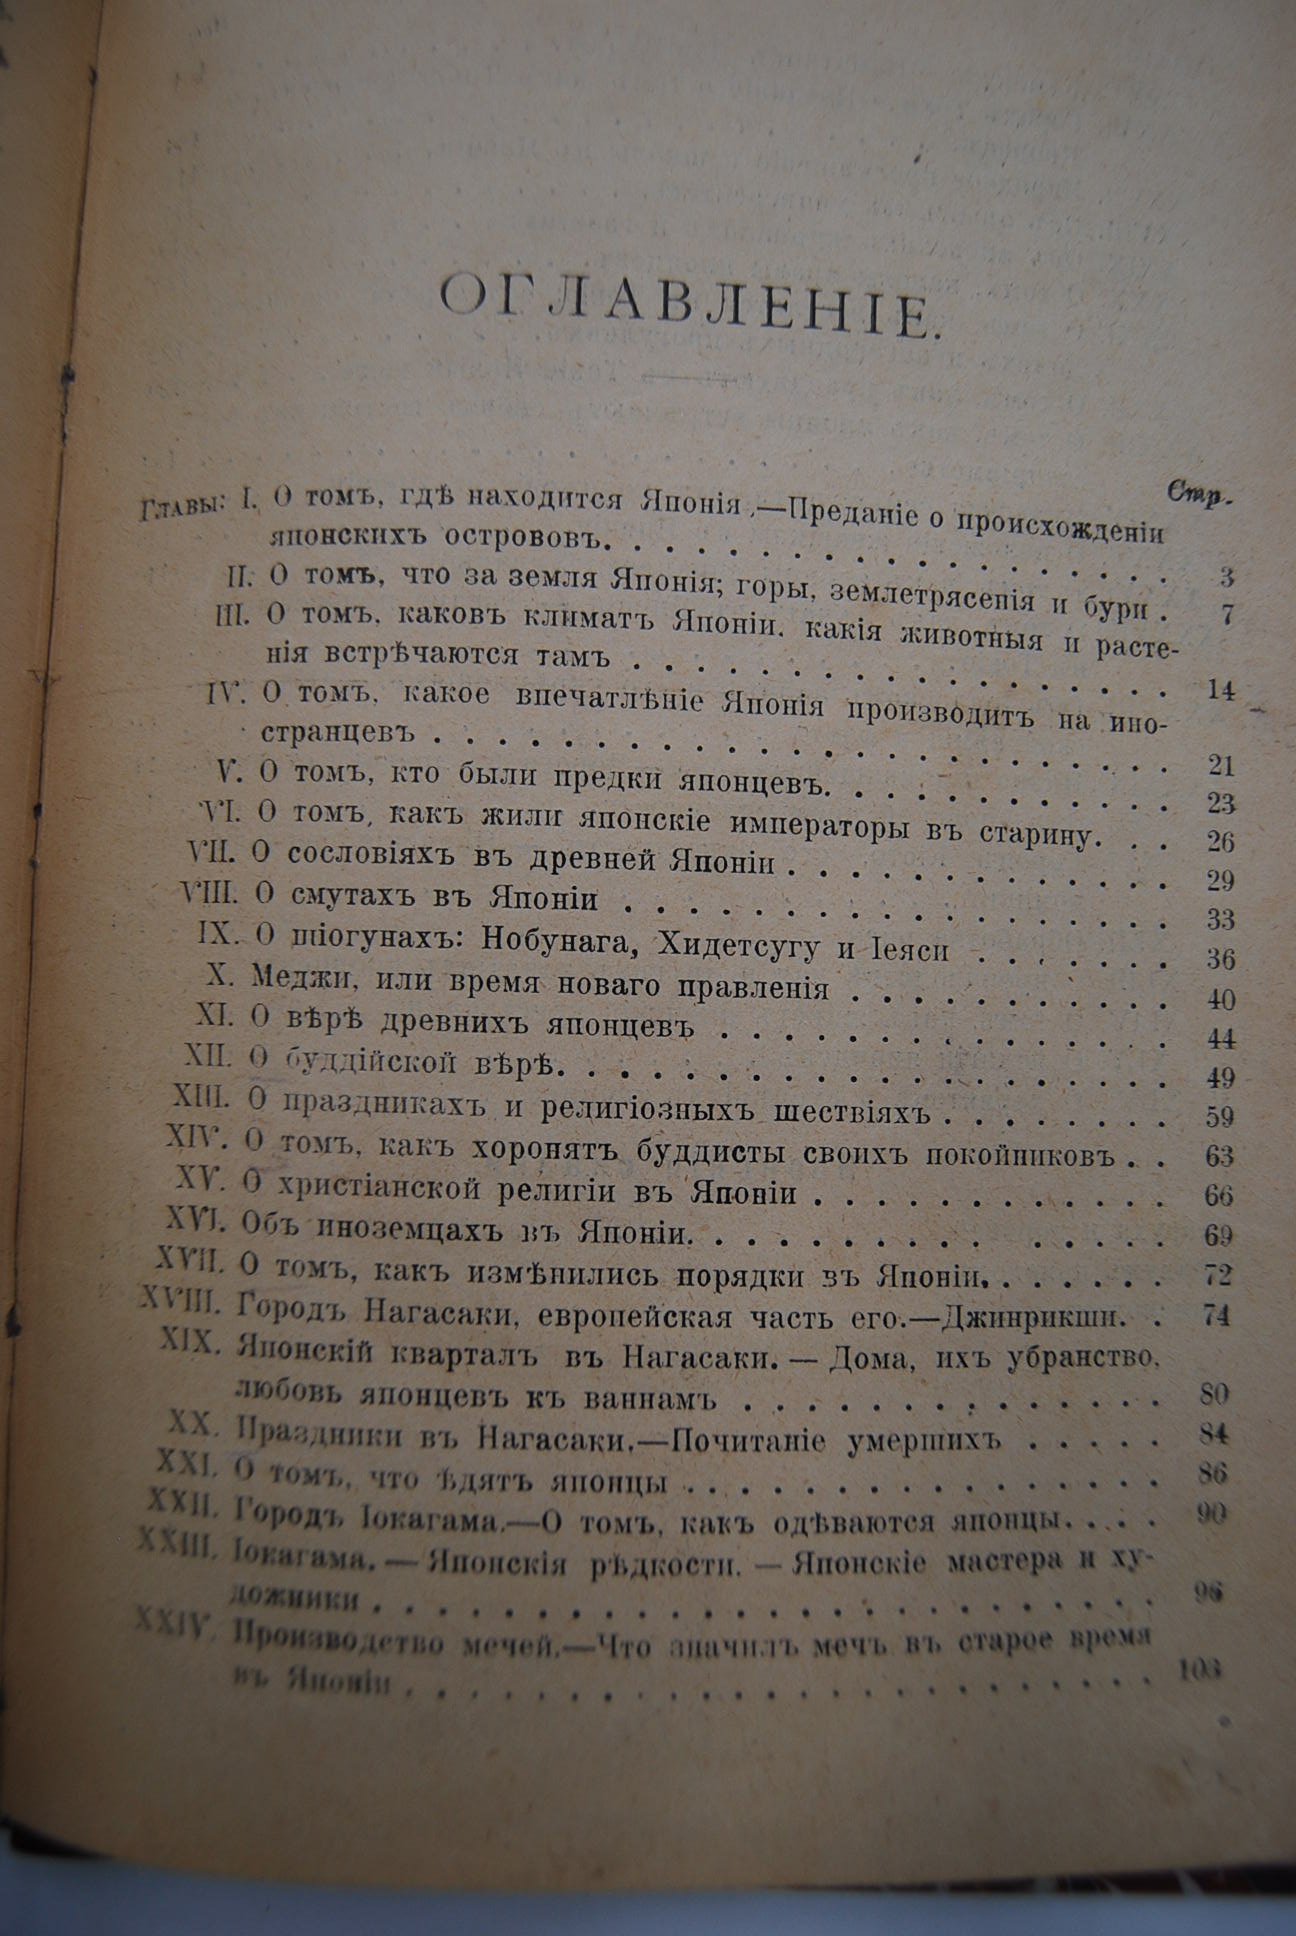 ОГЛАВЛЕНІЕ.
Стр.
Главы: I. О томъ, гдѣ находится Японія.—Преданіе о происхожденіи
японскихъ острововъ. . . . . . . . . . . . . . . . . . 3
II. О томъ, что за земля Японія; горы, землетрясенія и бури . 7
III. О томъ, каковъ климатъ Японіи, какія животныя и расте-
нія встрѣчаются тамъ . . . . . . . . . . . . . . . . . 14
IV. О томъ, какое впечатлѣніе Японія производитъ на ино-
странцевъ . . . . . . . . . . . . . . . . . . . . . . . 21
V. О томъ, кто были предки японцевъ. . . . . . . . . . . 23
VI. О томъ, какъ жили японскіе императоры въ старину. . . 26
VII. О сословіяхъ въ древней Японіи . . . . . . . . . . . . 29
VIII. О смутахъ въ Японіи . . . . . . . . . . . . . . . . . 33
IX. О шіогунахъ: Нобунага, Хидетсугу и Іеяси . . . . . . . 36
X. Меджи, или время новаго правленія . . . . . . . . . . 40
XI. О вѣрѣ древнихъ японцевъ . . . . . . . . . . . . . . 44
XII. О буддійской вѣрѣ. . . . . . . . . . . . . . . . . . . 49
XIII. О праздникахъ и религіозныхъ шествіяхъ . . . . . . . 59
XIV. О томъ, какъ хоронятъ буддисты своихъ покойниковъ . . 63
XV. О христіанской религіи въ Японіи . . . . . . . . . . . 66
XVI. Объ иноземцахъ въ Японіи. . . . . . . . . . . . . . . 69
XVII. О томъ, какъ измѣнились порядки въ Японіи. . . . . . . 72
XVIII. Городъ Нагасаки, европейская часть его.—Джинрикши. . 74
XIX. Японскій кварталъ въ Нагасаки. — Дома, ихъ убранство,
любовь японцевъ къ ваннамъ . . . . . . . . . . . . . . 80
XX. Праздники въ Нагасаки.—Почитаніе умершихъ . . . . . 84
XXI. О томъ, что ѣдятъ японцы . . . . . . . . . . . . . . . 86
XXII. Городъ Іокагама.—О томъ, какъ одѣваются японцы. . . . 90
XXIII. Іокагама. — Японскія рѣдкости. — Японскіе мастера и ху-
дожники . . . . . . . . . . . . . . . . . . . . . . . . 96
XXIV. Производство мечей.—Что значилъ мечъ въ старое время
въ Японіи . . . . . . . . . . . . . . . . . . . . . . . 103